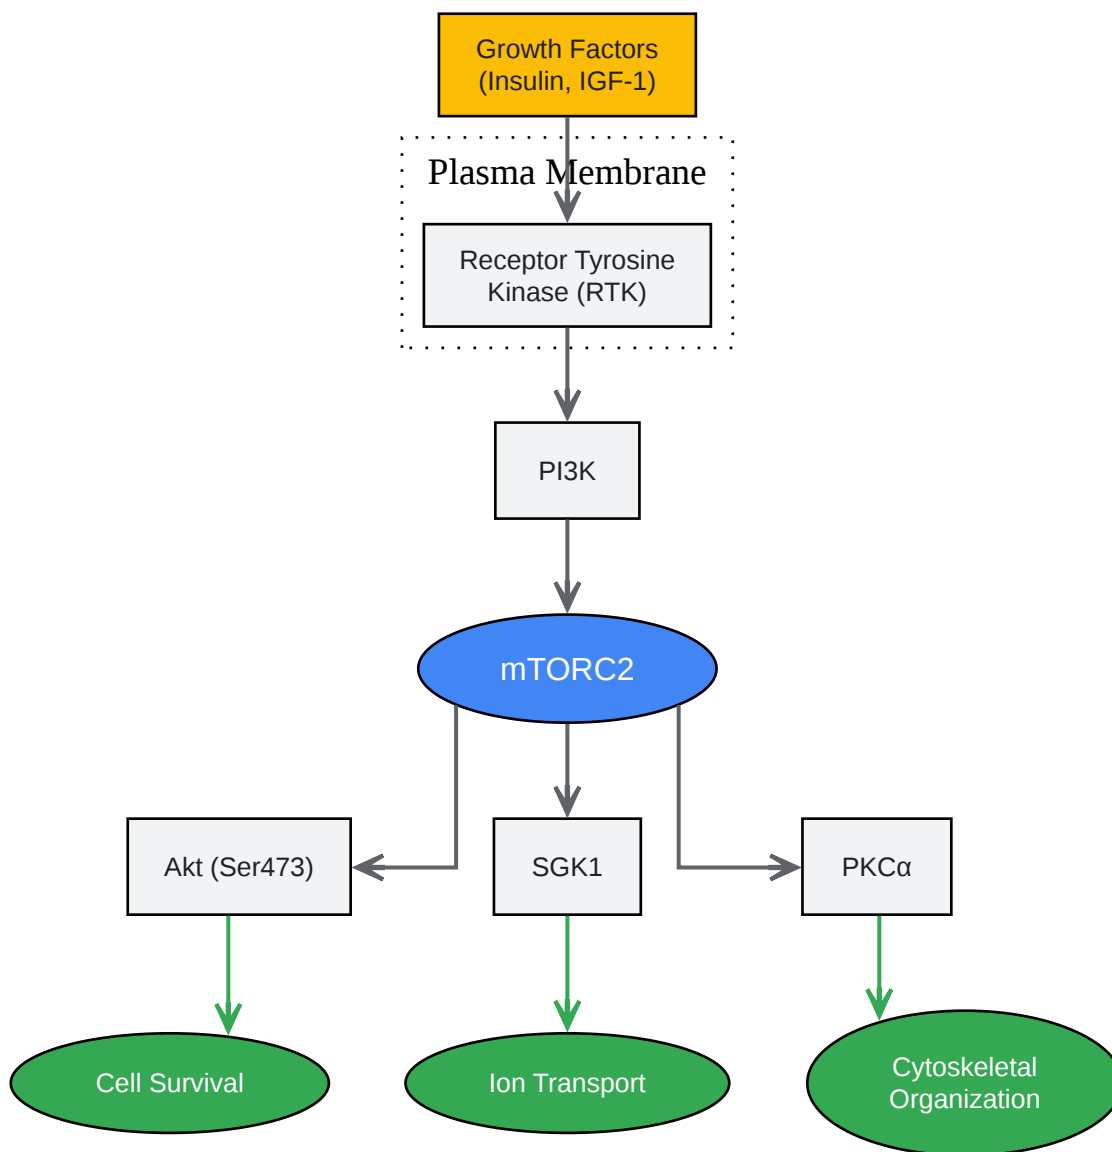 Growth Factors
(Insulin, IGF-1)
Plasma Membrane
Receptor Tyrosine
Kinase (RTK)
PI3K
mTORC2
Akt (Ser473)
SGK1
PKCα
Cell Survival
Ion Transport
Cytoskeletal
Organization